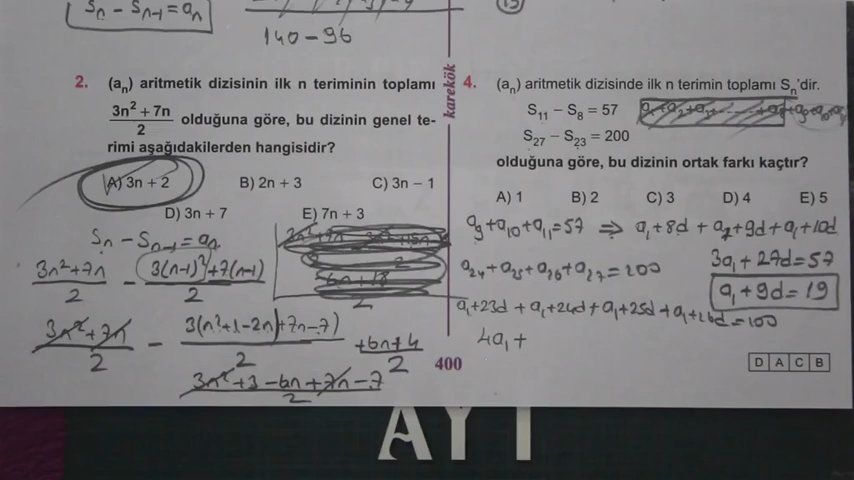 Sn - Sn-1 = an
140 - 96
2. (an) aritmetik dizisinin ilk n teriminin toplamı
3n² + 7n / 2 olduğuna göre, bu dizinin genel te-
rimi aşağıdakilerden hangisidir?
A) 3n + 2 B) 2n + 3 C) 3n – 1
D) 3n + 7 E) 7n + 3
Sn - Sn-1 = an
3n²+7n / 2 - 3(n-1)²+7(n-1) / 2
3n²+7n / 2 - 3(n²+1-2n)+7n-7) / 2 +6n+4 / 2
3n²+3-6n+7n-7 / 2
karekök
400
4. (an) aritmetik dizisinde ilk n terimin toplamı Sn'dir.
S11 – S8 = 57
S27 – S23 = 200
olduğuna göre, bu dizinin ortak farkı kaçtır?
A) 1 B) 2 C) 3 D) 4 E) 5
a9+a10+a11=57 ⇒ a1+8d+a1+9d+a1+10d
3a1+27d=57
a1+9d=19
a24+a25+a26+a27=200
a1+23d+a1+24d+a1+25d+a1+26d=100
4a1+
D A C B
AYT